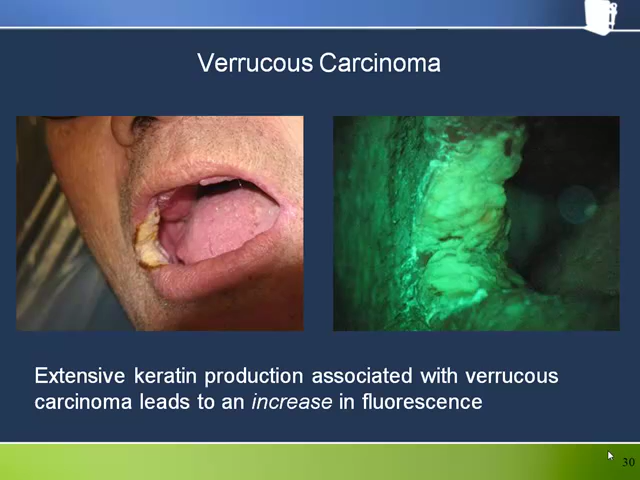 Verrucous Carcinoma
Extensive keratin production associated with verrucous
carcinoma leads to an increase in fluorescence
30